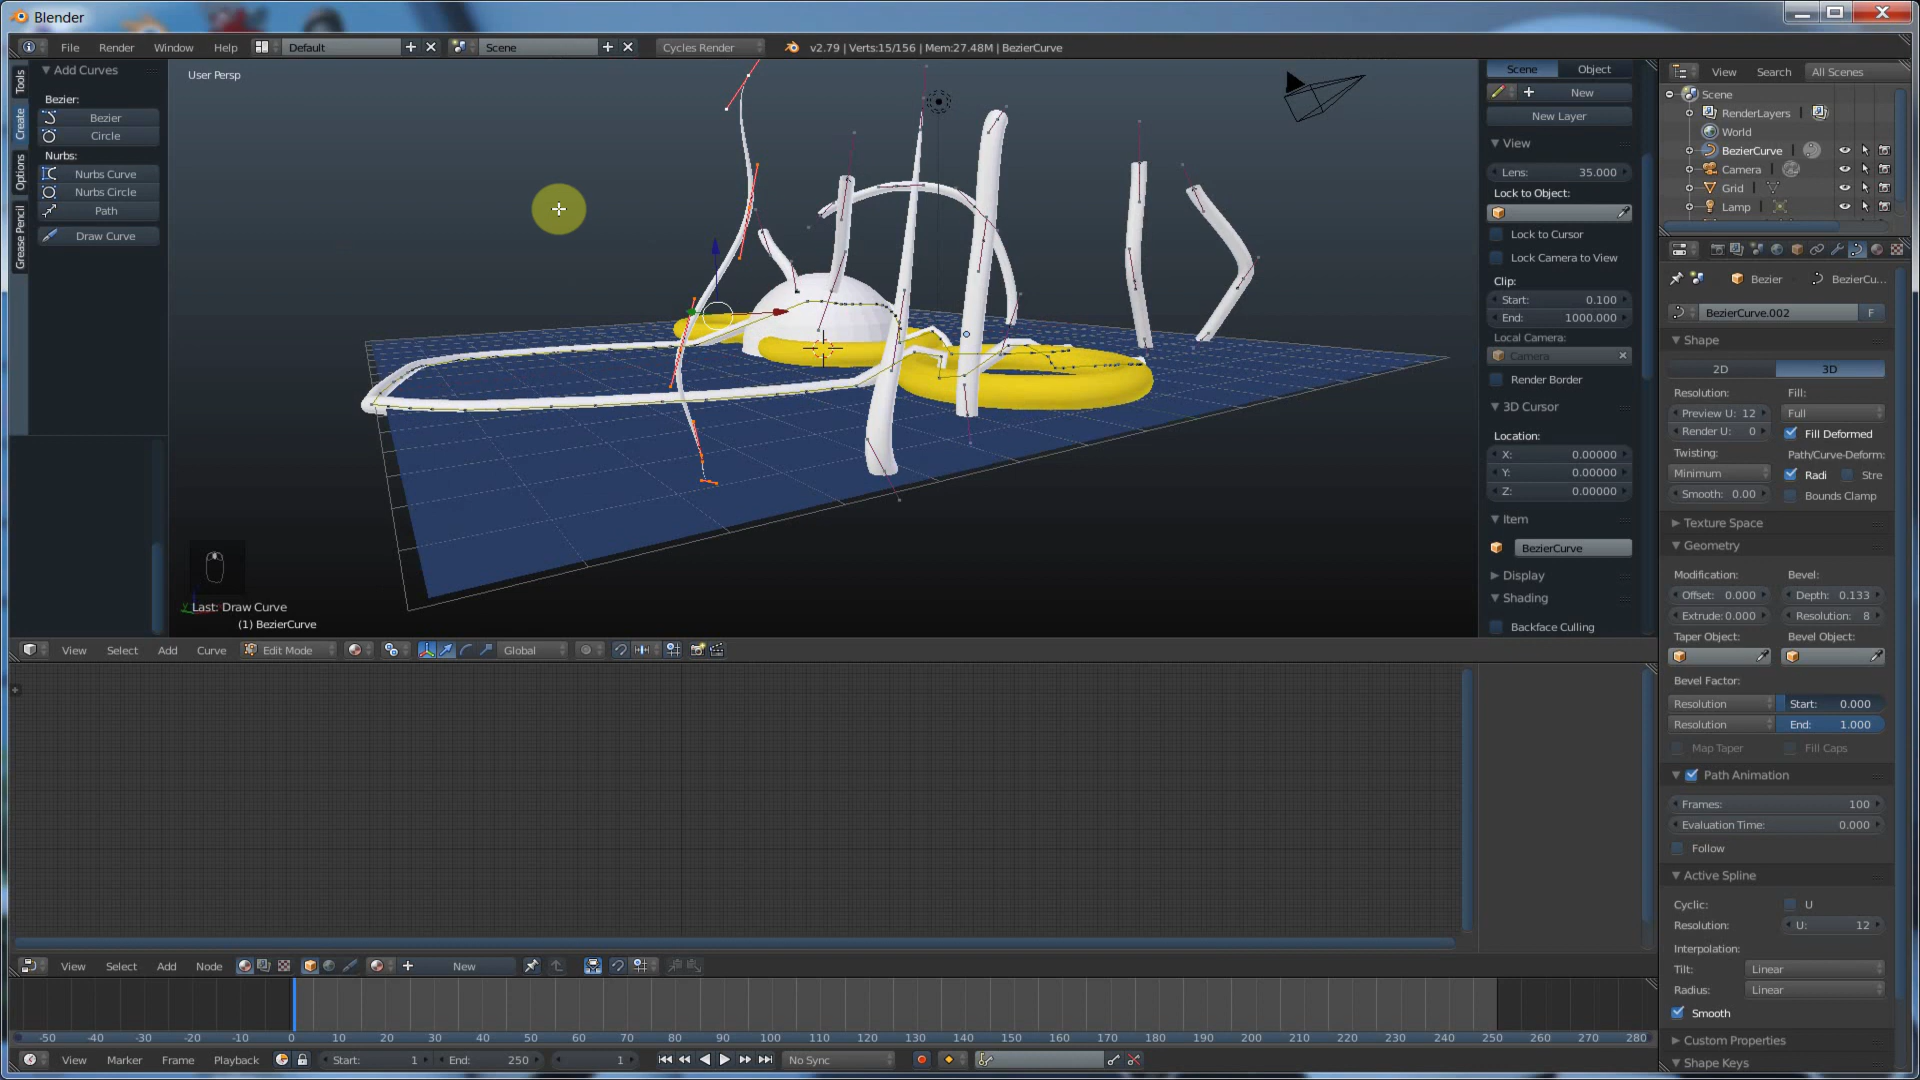 Blender
File Render Window Help Default Scene Cycles Render v2.79 | Verts:15/156 | Mem:27.48M | BezierCurve
Tools
Create
Options
Grease Pencil
Add Curves
Bezier:
Bezier
Circle
Nurbs:
Nurbs Curve
Nurbs Circle
Path
Draw Curve
User Persp
Last: Draw Curve
(1) BezierCurve
Scene Object
New
New Layer
View
Lens: 35.000
Lock to Object:
Lock to Cursor
Lock Camera to View
Clip:
Start: 0.100
End: 1000.000
Local Camera:
Camera
Render Border
3D Cursor
Location:
X: 0.00000
Y: 0.00000
Z: 0.00000
Item
BezierCurve
Display
Shading
Backface Culling
View Search All Scenes
Scene
RenderLayers
World
BezierCurve
Camera
Grid
Lamp
Bezier BezierCu...
BezierCurve.002 F
Shape
2D 3D
Resolution: Fill:
Preview U: 12 Full
Render U: 0 Fill Deformed
Twisting: Path/Curve-Deform:
Minimum Radi Stre
Smooth: 0.00 Bounds Clamp
Texture Space
Geometry
Modification: Bevel:
Offset: 0.000 Depth: 0.133
Extrude: 0.000 Resolution: 8
Taper Object: Bevel Object:
Bevel Factor:
Resolution Start: 0.000
Resolution End: 1.000
Map Taper Fill Caps
Path Animation
Frames: 100
Evaluation Time: 0.000
Follow
Active Spline
Cyclic: U
Resolution: U: 12
Interpolation:
Tilt: Linear
Radius: Linear
Smooth
Custom Properties
Shape Keys
View Select Add Curve Edit Mode Global
View Select Add Node New
-50 -40 -30 -20 -10 0 10 20 30 40 50 60 70 80 90 100 110 120 130 140 150 160 170 180 190 200 210 220 230 240 250 260 270 280
View Marker Frame Playback Start: 1 End: 250 1 No Sync